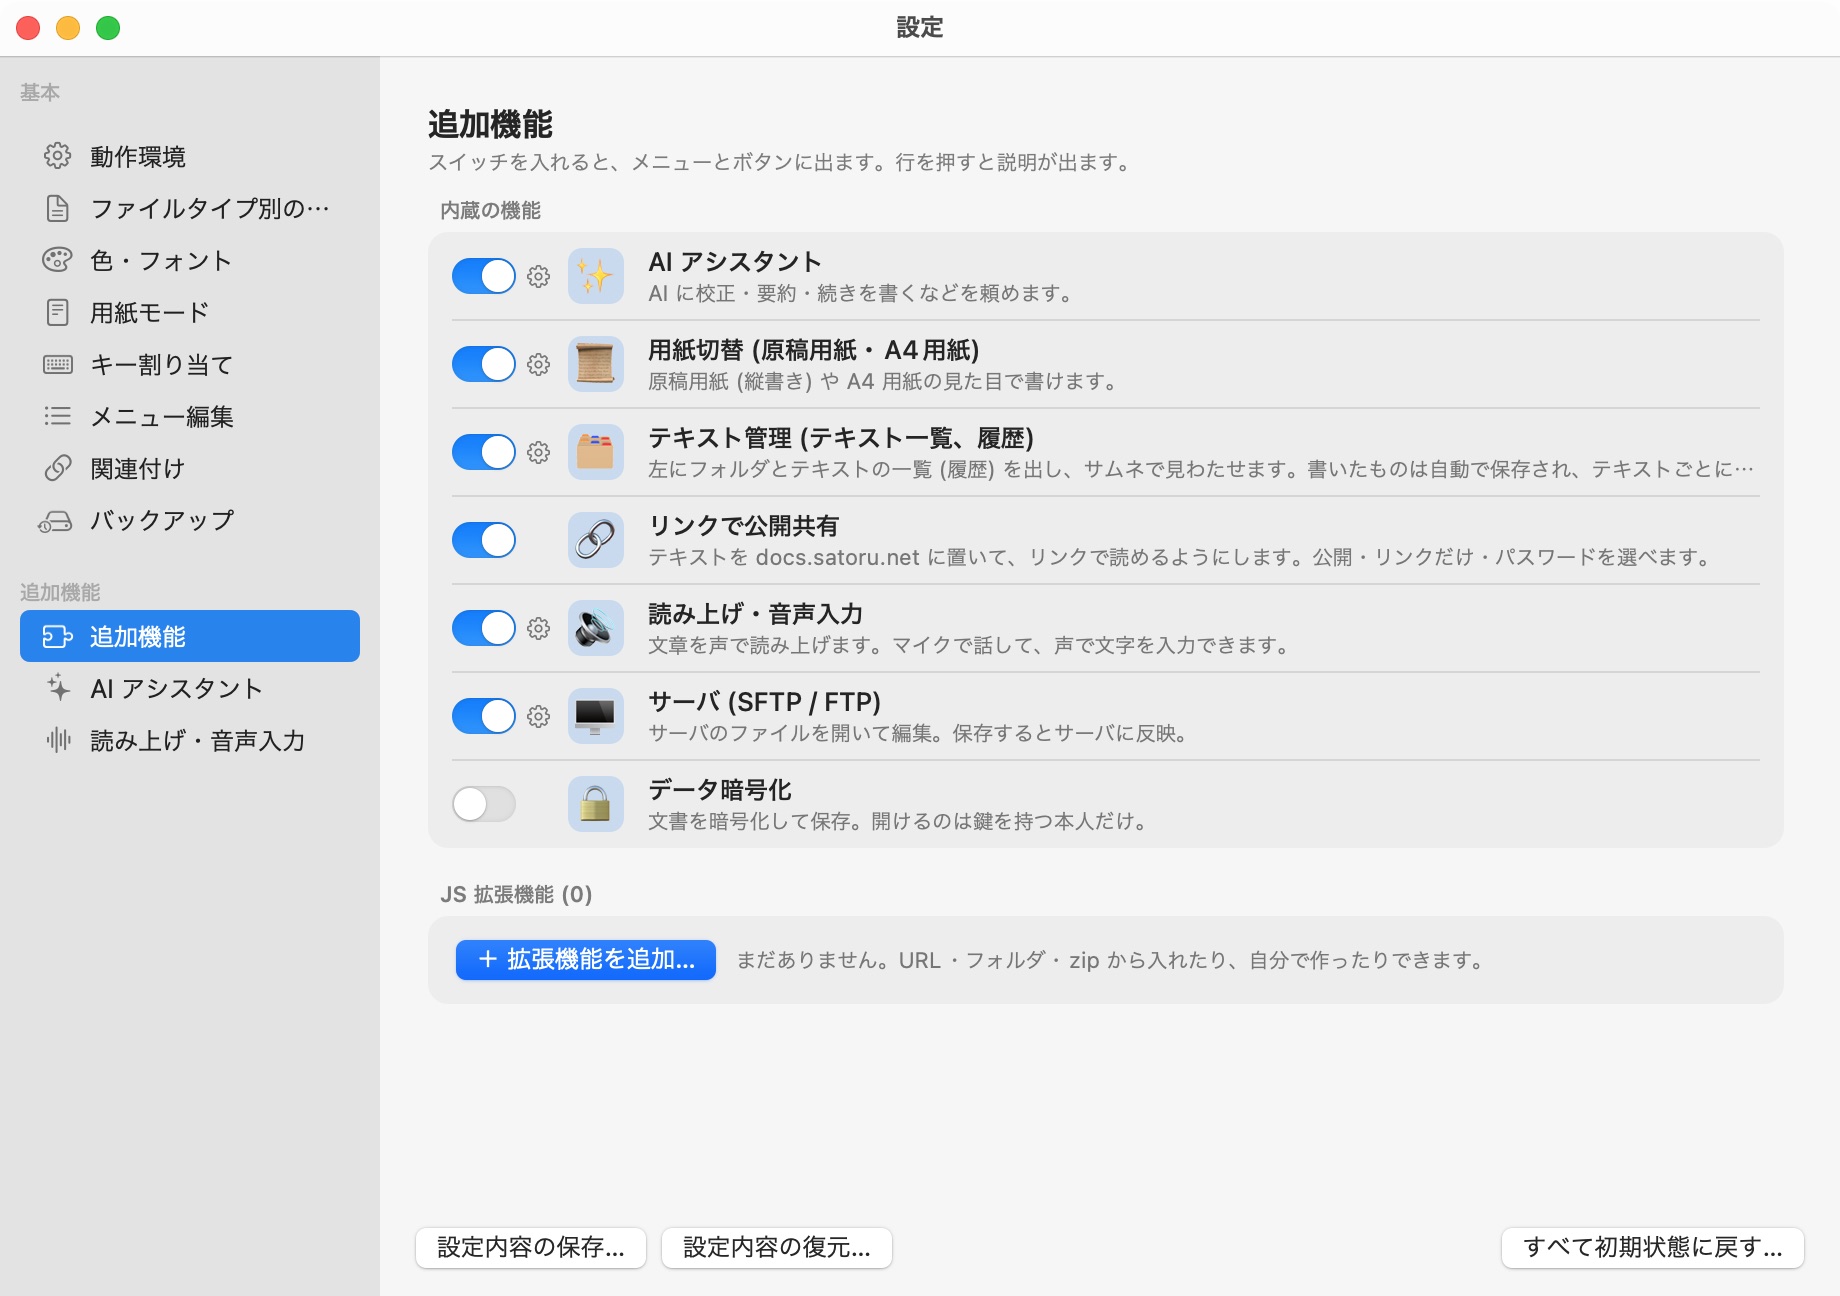 設定
基本
動作環境
ファイルタイプ別の…
色・フォント
用紙モード
キー割り当て
メニュー編集
関連付け
バックアップ
追加機能
追加機能
AI アシスタント
読み上げ・音声入力
追加機能
スイッチを入れると、メニューとボタンに出ます。行を押すと説明が出ます。
内蔵の機能
AI アシスタント
AI に校正・要約・続きを書くなどを頼めます。
用紙切替 (原稿用紙・A4 用紙)
原稿用紙 (縦書き) や A4 用紙の見た目で書けます。
テキスト管理 (テキスト一覧、履歴)
左にフォルダとテキストの一覧 (履歴) を出し、サムネで見わたせます。書いたものは自動で保存され、テキストごとに…
リンクで公開共有
テキストを docs.satoru.net に置いて、リンクで読めるようにします。公開・リンクだけ・パスワードを選べます。
読み上げ・音声入力
文章を声で読み上げます。マイクで話して、声で文字を入力できます。
サーバ (SFTP / FTP)
サーバのファイルを開いて編集。保存するとサーバに反映。
データ暗号化
文書を暗号化して保存。開けるのは鍵を持つ本人だけ。
JS 拡張機能 (0)
＋ 拡張機能を追加...
まだありません。URL・フォルダ・zip から入れたり、自分で作ったりできます。
設定内容の保存...
設定内容の復元...
すべて初期状態に戻す...